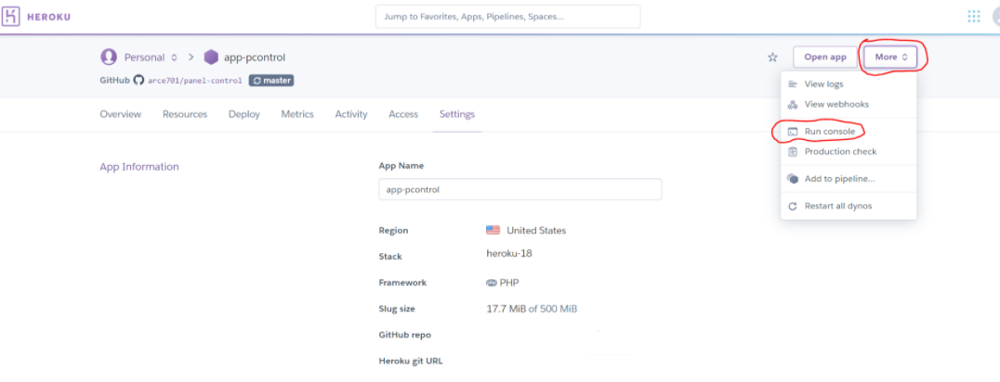 HEROKU
Jump to Favorites, Apps, Pipelines, Spaces...
Personal > app-pcontrol
Open app
More
GitHub arce701/panel-control master
View logs
View webhooks
Run console
Production check
Add to pipeline...
Restart all dynos
Overview Resources Deploy Metrics Activity Access Settings
App Information
App Name
app-pcontrol
Region United States
Stack heroku-18
Framework PHP
Slug size 17.7 MiB of 500 MiB
GitHub repo
Heroku git URL